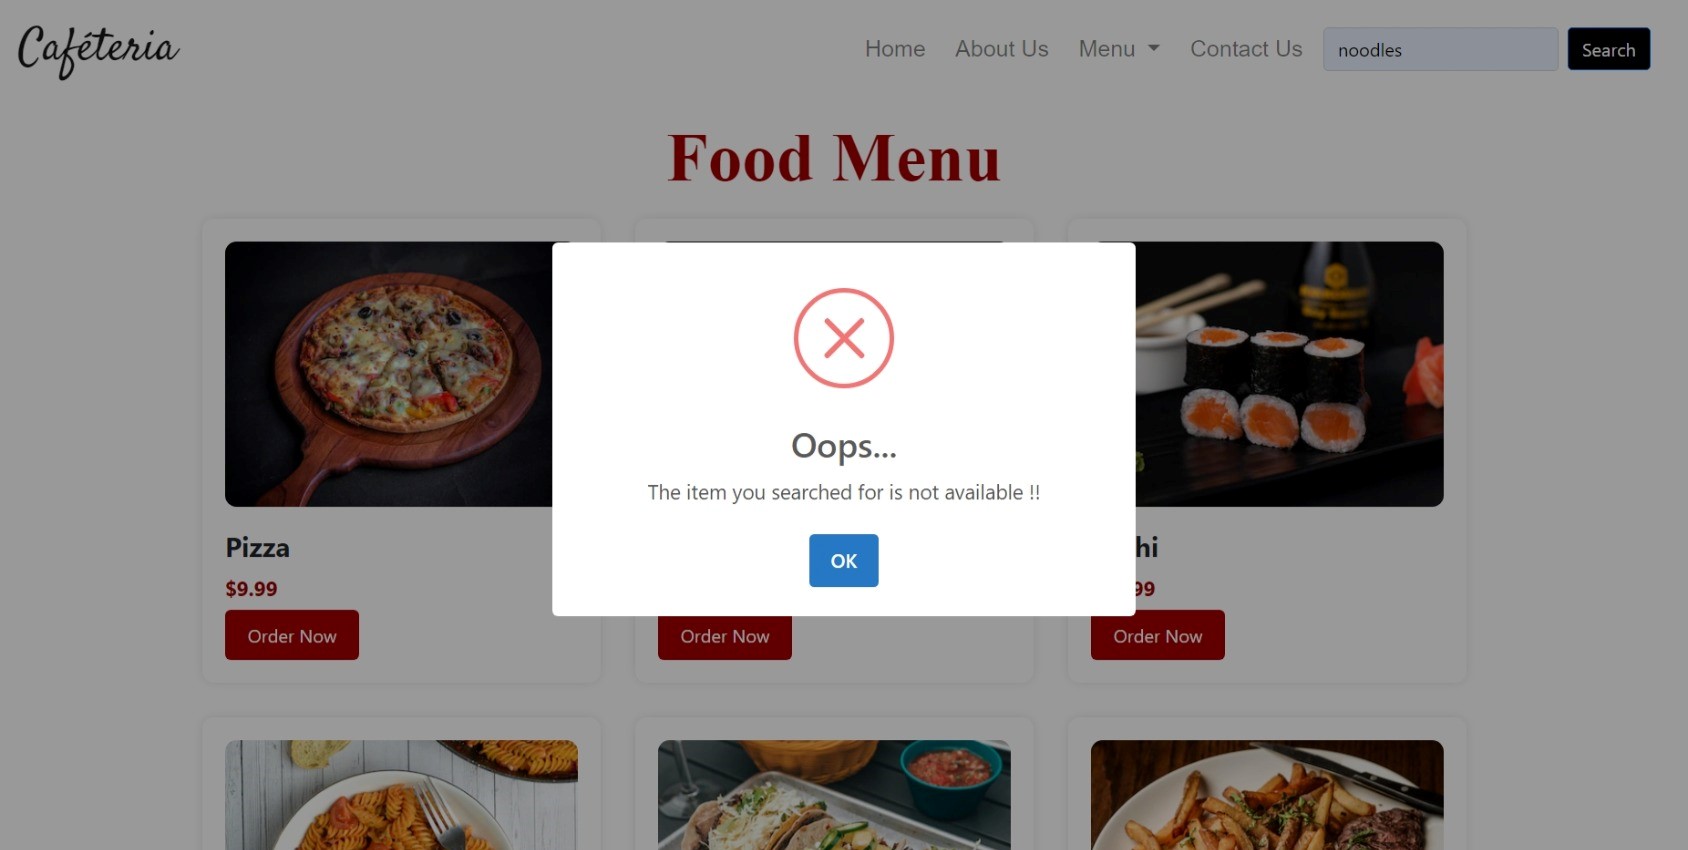 Caféteria
Home About Us Menu Contact Us noodles Search
Food Menu
Oops...
The item you searched for is not available !!
OK
Pizza
$9.99
Order Now
Order Now
hi
99
Order Now